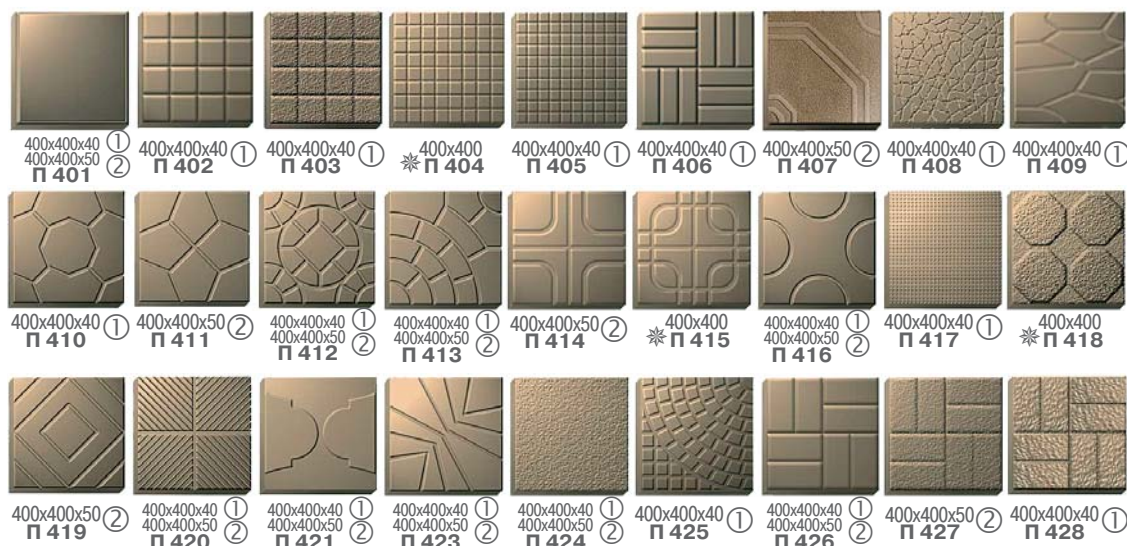 400x400x40 ①
400x400x50 ②
П 401
400x400x40 ①
П 402
400x400x40 ①
П 403
400x400
✵ П 404
400x400x40 ①
П 405
400x400x40 ①
П 406
400x400x50 ②
П 407
400x400x40 ①
П 408
400x400x40 ①
П 409
400x400x40 ①
П 410
400x400x50 ②
П 411
400x400x40 ①
400x400x50 ②
П 412
400x400x40 ①
400x400x50 ②
П 413
400x400x50 ②
П 414
400x400
✵ П 415
400x400x40 ①
400x400x50 ②
П 416
400x400x40 ①
П 417
400x400
✵ П 418
400x400x50 ②
П 419
400x400x40 ①
400x400x50 ②
П 420
400x400x40 ①
400x400x50 ②
П 421
400x400x40 ①
400x400x50 ②
П 423
400x400x40 ①
400x400x50 ②
П 424
400x400x40 ①
П 425
400x400x40 ①
400x400x50 ②
П 426
400x400x50 ②
П 427
400x400x40 ①
П 428